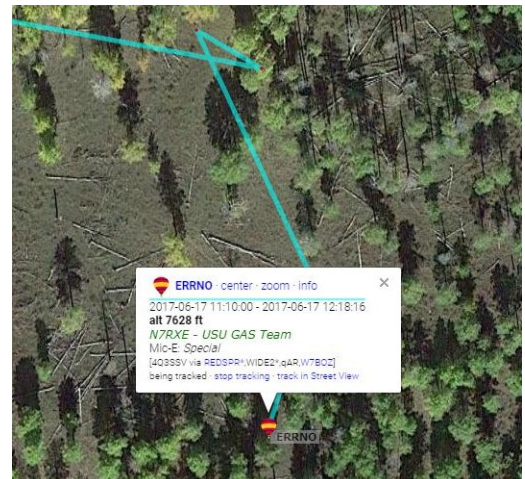 ERRNO · center · zoom · info
2017-06-17 11:10:00 - 2017-06-17 12:18:16
alt 7628 ft
N7RXE - USU GAS Team
Mic-E: Special
[4Q3SSV via REDSPR*,WIDE2*,qAR,W7BOZ]
being tracked · stop tracking · track in Street View
ERRNO